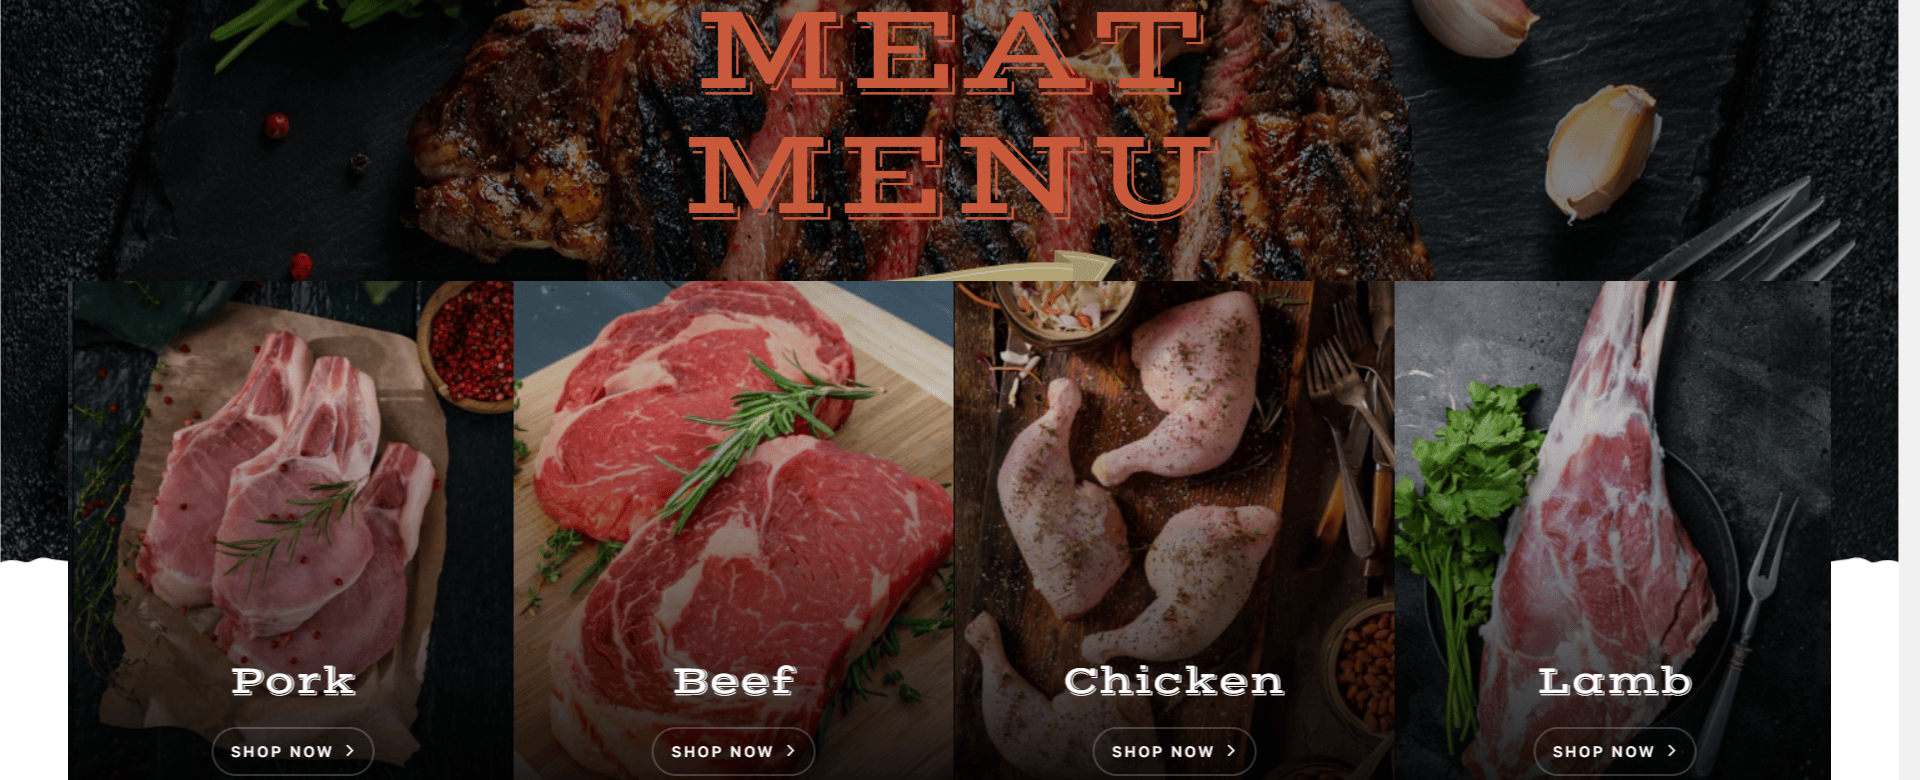 MEAT
MENU
Pork
Beef
Chicken
Lamb
SHOP NOW >
SHOP NOW >
SHOP NOW >
SHOP NOW >